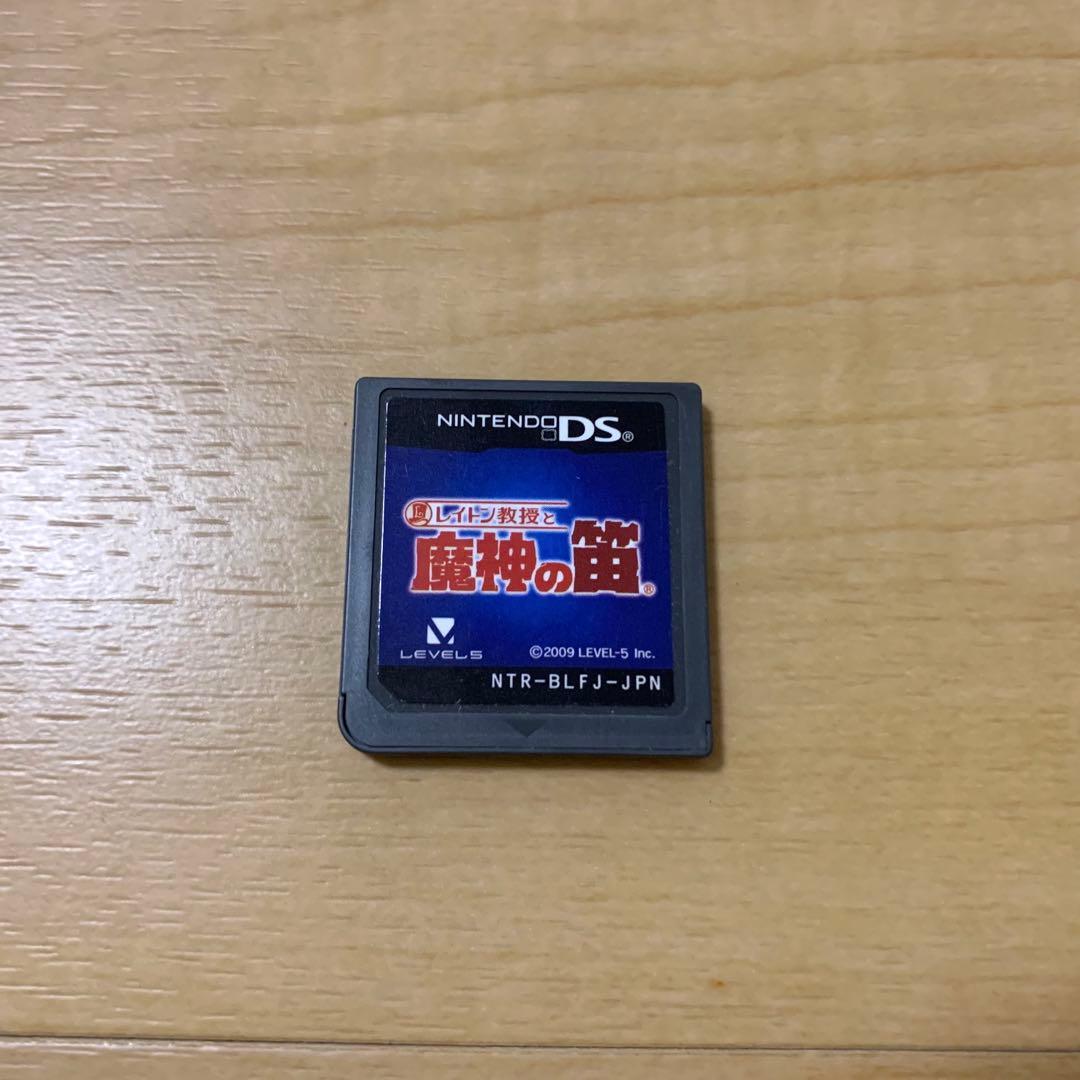 NINTENDO DS®
L レイトン教授と
魔神の笛®
LEVEL5
©2009 LEVEL-5 Inc.
NTR-BLFJ-JPN